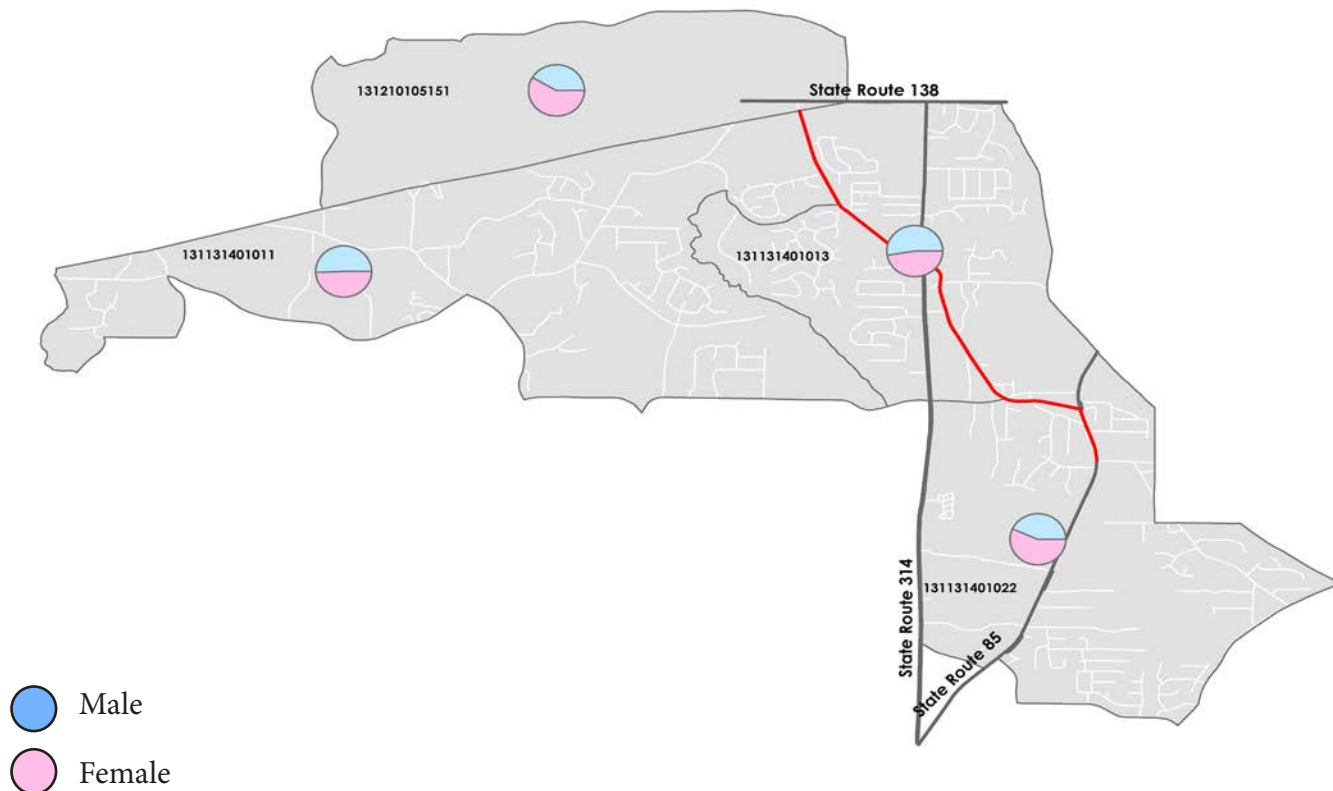 131210105151
State Route 138
131131401011
131131401013
131131401022
State Route 314
State Route 85
Male
Female